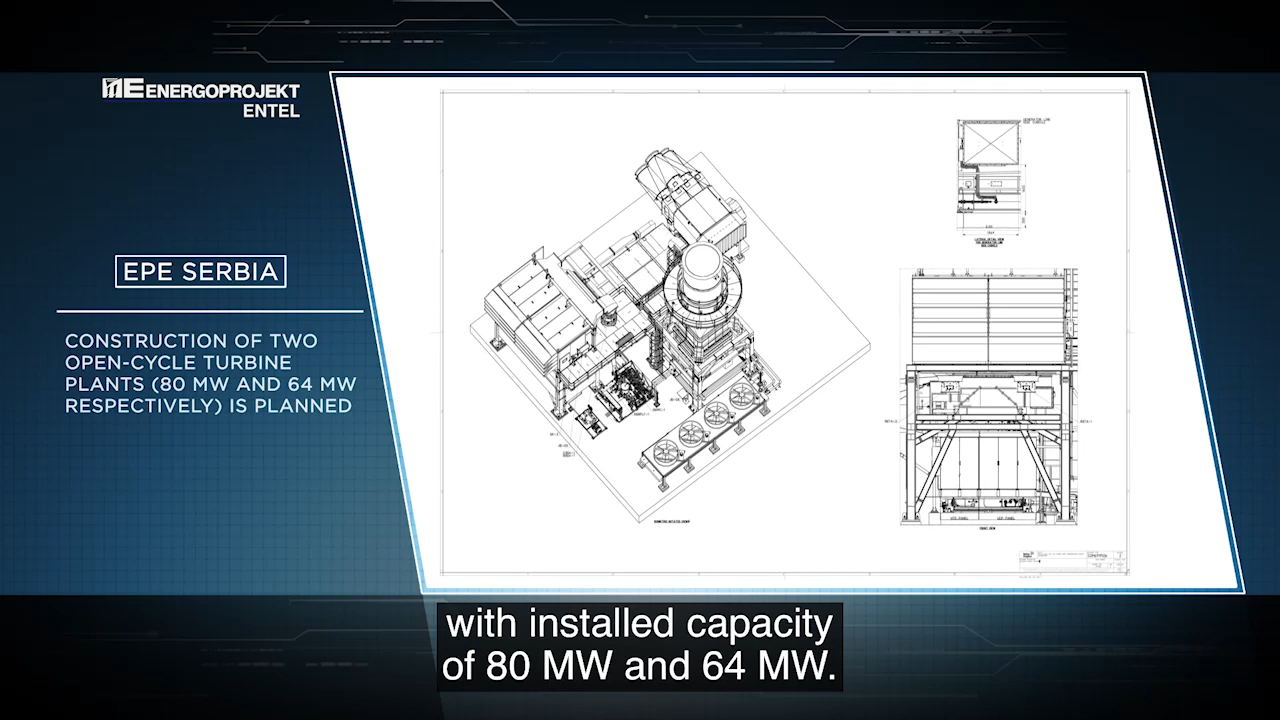 ENERGOPROJEKT
ENTEL
EPE SERBIA
CONSTRUCTION OF TWO
OPEN-CYCLE TURBINE
PLANTS (80 MW AND 64 MW
RESPECTIVELY) IS PLANNED
with installed capacity
of 80 MW and 64 MW.